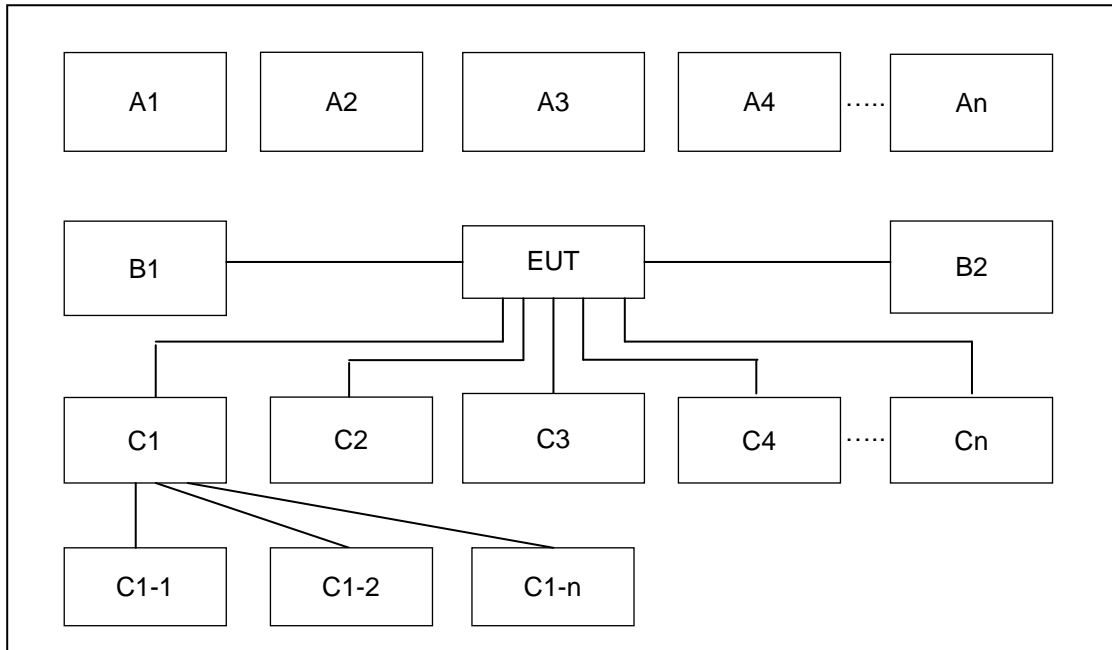 A1 A2 A3 A4 ..... An
B1 EUT B2
C1 C2 C3 C4 ..... Cn
C1-1 C1-2 C1-n